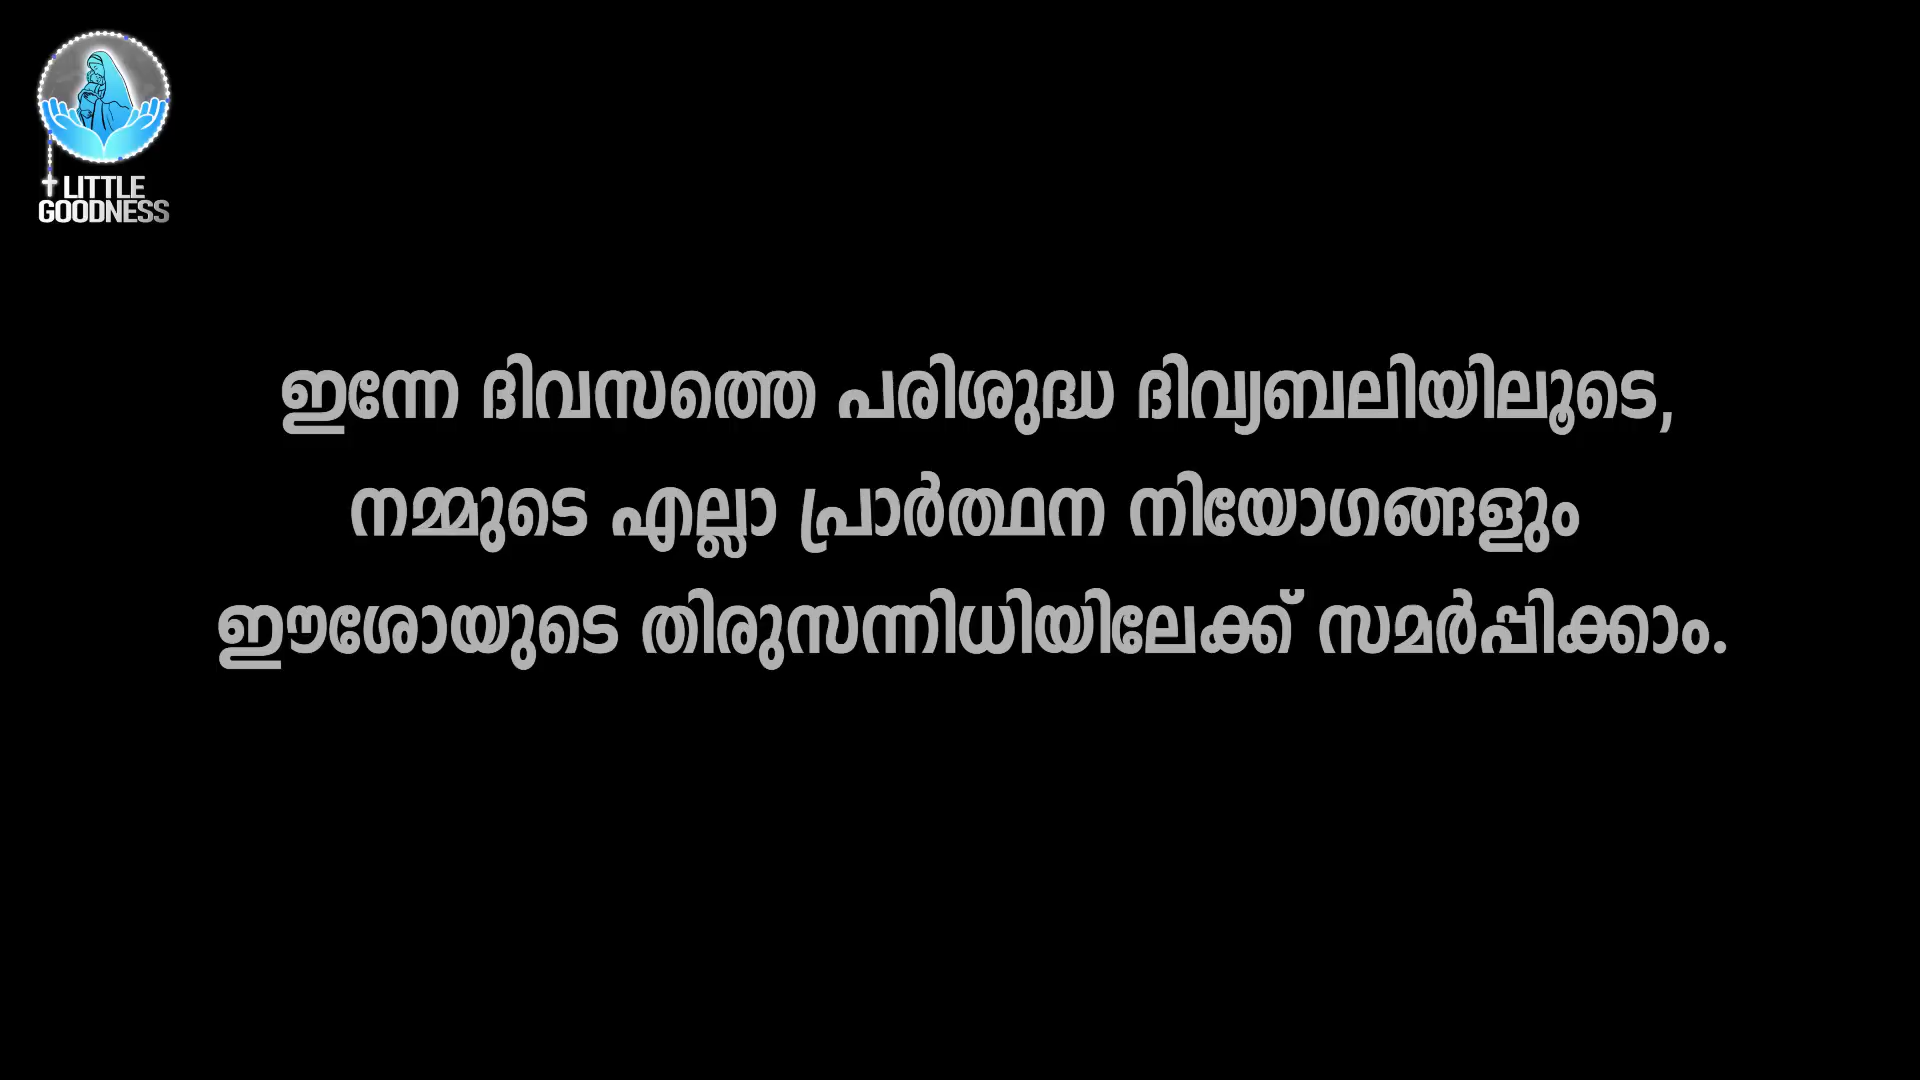 LITTLE
GOODNESS
ഇന്നേ ദിവസത്തെ പരിശുദ്ധ ദിവ്യബലിയിലൂടെ,
നമ്മുടെ എല്ലാ പ്രാർത്ഥന നിയോഗങ്ങളും
ഈശോയുടെ തിരുസന്നിധിയിലേക്ക് സമർപ്പിക്കാം.